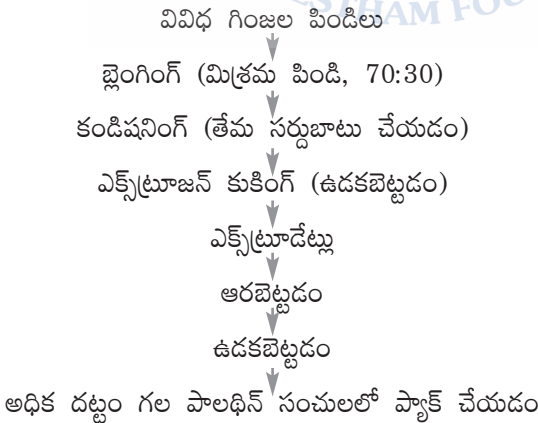 వివిధ గింజల పిండిలు
బ్లెంగింగ్ (మిశ్రమ పిండి, 70:30)
కండిషనింగ్ (తేమ సర్దుబాటు చేయడం)
ఎక్స్‌ట్రూజన్ కుకింగ్ (ఉడకబెట్టడం)
ఎక్స్‌ట్రూడేట్లు
ఆరబెట్టడం
ఉడకబెట్టడం
అధిక దట్టం గల పాలథిన్ సంచులలో ప్యాక్ చేయడం